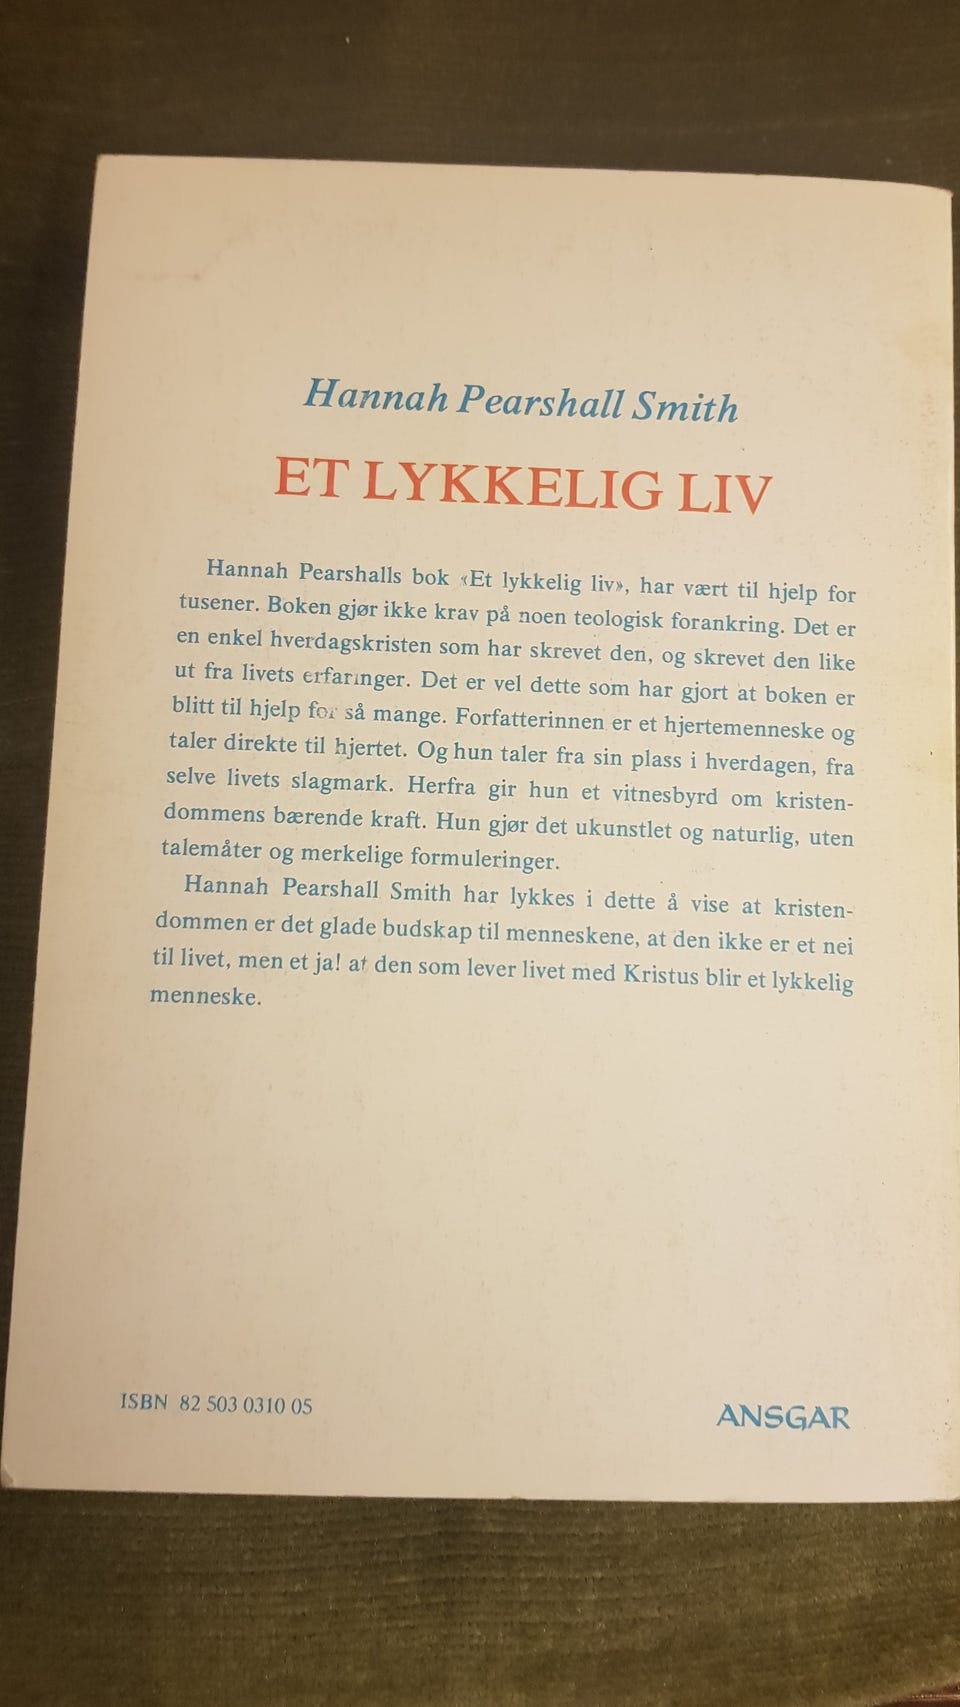 Hannah Pearshall Smith
ET LYKKELIG LIV
Hannah Pearshalls bok «Et lykkelig liv», har vært til hjelp for
tusener. Boken gjør ikke krav på noen teologisk forankring. Det er
en enkel hverdagskristen som har skrevet den, og skrevet den like
ut fra livets erfaringer. Det er vel dette som har gjort at boken er
blitt til hjelp for så mange. Forfatterinnen er et hjertemenneske og
taler direkte til hjertet. Og hun taler fra sin plass i hverdagen, fra
selve livets slagmark. Herfra gir hun et vitnesbyrd om kristen-
dommens bærende kraft. Hun gjør det ukunstlet og naturlig, uten
talemåter og merkelige formuleringer.
Hannah Pearshall Smith har lykkes i dette å vise at kristen-
dommen er det glade budskap til menneskene, at den ikke er et nei
til livet, men et ja! at den som lever livet med Kristus blir et lykkelig
menneske.
ISBN 82 503 0310 05
ANSGAR